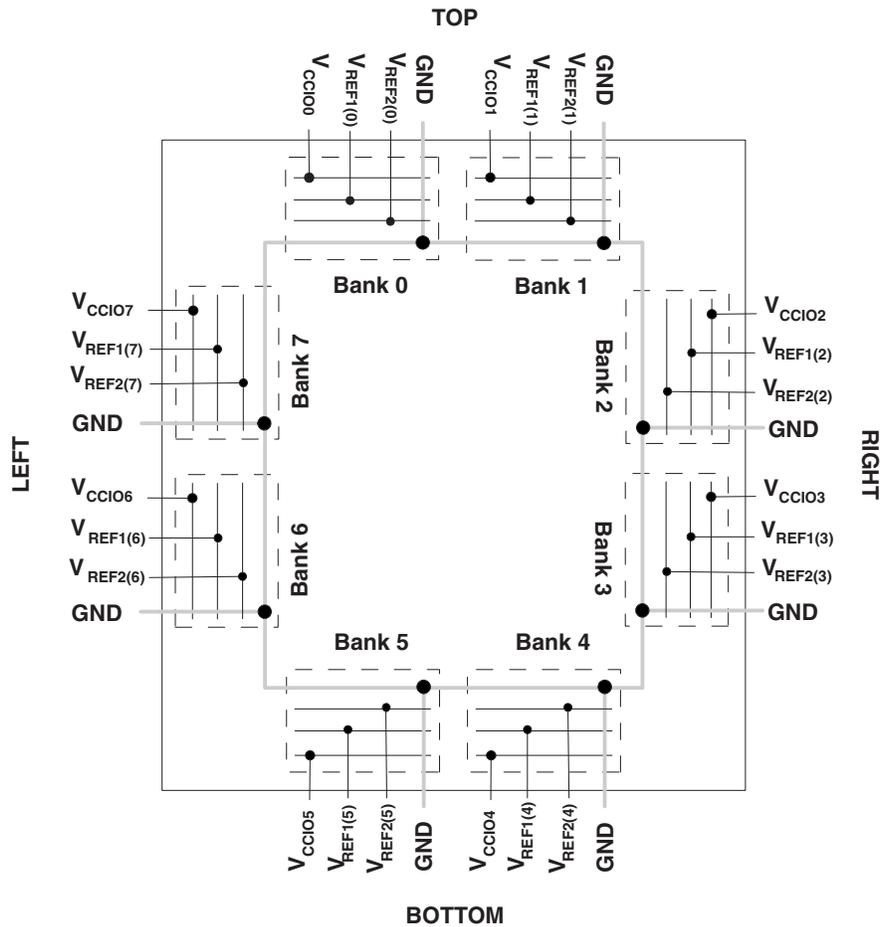 TOP
VCCIO0
VREF1(0)
VREF2(0)
GND
VCCIO1
VREF1(1)
VREF2(1)
GND
Bank 0
Bank 1
VCCIO7
VREF1(7)
VREF2(7)
GND
Bank 7
Bank 2
VCCIO2
VREF1(2)
VREF2(2)
GND
LEFT
RIGHT
VCCIO6
V REF1(6)
V REF2(6)
GND
Bank 6
Bank 3
VCCIO3
VREF1(3)
VREF2(3)
GND
Bank 5
Bank 4
VCCIO5
VREF1(5)
VREF2(5)
GND
VCCIO4
VREF1(4)
VREF2(4)
GND
BOTTOM